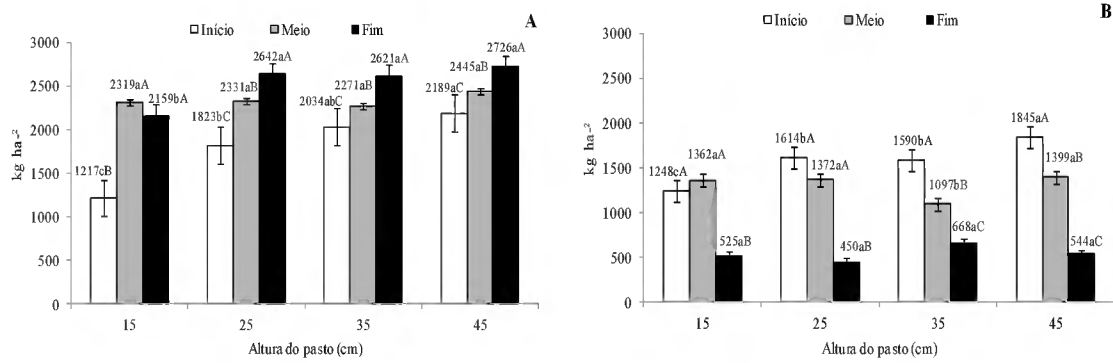 A
Início Meio Fim
kg ha-²
3000
2500
2000
1500
1000
500
0
1217cB 2319aA 2159bA
1823bC 2331aB 2642aA
2034abC 2271aB 2621aA
2189aC 2445aB 2726aA
15 25 35 45
Altura do pasto (cm)
B
Início Meio Fim
kg ha-²
3000
2500
2000
1500
1000
500
0
1248cA 1362aA 525aB
1614bA 1372aA 450aB
1590bA 1097bB 668aC
1845aA 1399aB 544aC
15 25 35 45
Altura do pasto (cm)